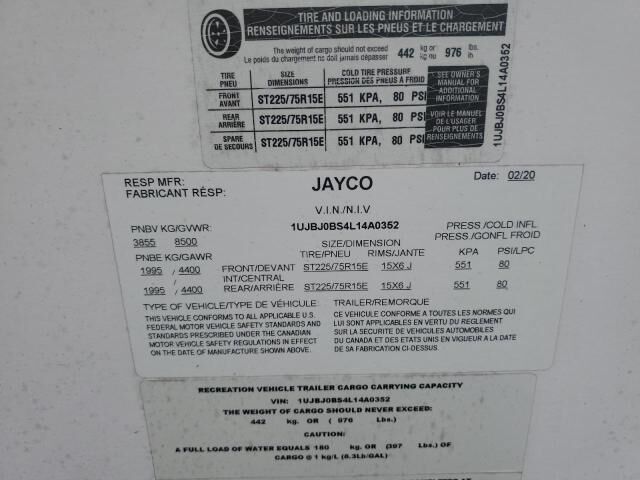 TIRE AND LOADING INFORMATION
RENSEIGNEMENTS SUR LES PNEUS ET LE CHARGEMENT
The weight of cargo should not exceed 442 kg or 976 lbs.
Le poids du chargement ne doit jamais dépasser kg ou lb.
TIRE PNEU SIZE DIMENSIONS COLD TIRE PRESSURE PRESSION DES PNEUS À FROID
FRONT AVANT ST225/75R15E 551 KPA, 80 PSI
REAR ARRIÈRE ST225/75R15E 551 KPA, 80 PSI
SPARE DE SECOURS ST225/75R15E 551 KPA, 80 PSI
SEE OWNER'S
MANUAL FOR
ADDITIONAL
INFORMATION
VOIR LE MANUEL
DE L'USAGER
POUR PLUS DE
RENSEIGNEMENTS
1UJBJ0BS4L14A0352
RESP MFR: JAYCO Date: 02/20
FABRICANT RÉSP:
V.I.N./N.I.V
PNBV KG/GVWR: 1UJBJ0BS4L14A0352 PRESS./COLD INFL
3855 8500 SIZE/DIMENSION PRESS./GONFL FROID
PNBE KG/GAWR TIRE/PNEU RIMS/JANTE KPA PSI/LPC
1995 / 4400 FRONT/DEVANT ST225/75R15E 15X6 J 551 80
INT/CENTRAL
1995 / 4400 REAR/ARRIÈRE ST225/75R15E 15X6 J 551 80
TYPE OF VEHICLE/TYPE DE VÉHICULE: TRAILER/REMORQUE
THIS VEHICLE CONFORMS TO ALL APPLICABLE U.S.
FEDERAL MOTOR VEHICLE SAFETY STANDARDS AND
STANDARDS PRESCRIBED UNDER THE CANADIAN
MOTOR VEHICLE SAFETY REGULATIONS IN EFFECT
ON THE DATE OF MANUFACTURE SHOWN ABOVE.
CE VEHICULE CONFORME A TOUTES LES NORMES QUI
LUI SONT APPLICABLES EN VERTU DU REGLEMENT
SUR LA SECURITE DE VEHICULES AUTOMOBILES
DU CANADA ET DES ETATS UNIS EN VIGUEUR A LA DATE
DE SA FABRICATION CI-DESSUS.
RECREATION VEHICLE TRAILER CARGO CARRYING CAPACITY
VIN: 1UJBJ0BS4L14A0352
THE WEIGHT OF CARGO SHOULD NEVER EXCEED:
442 kg. OR ( 976 Lbs.)
CAUTION:
A FULL LOAD OF WATER EQUALS 180 kg. OR (397 Lbs.) OF
CARGO @ 1 kg/L (8.3Lb/GAL)